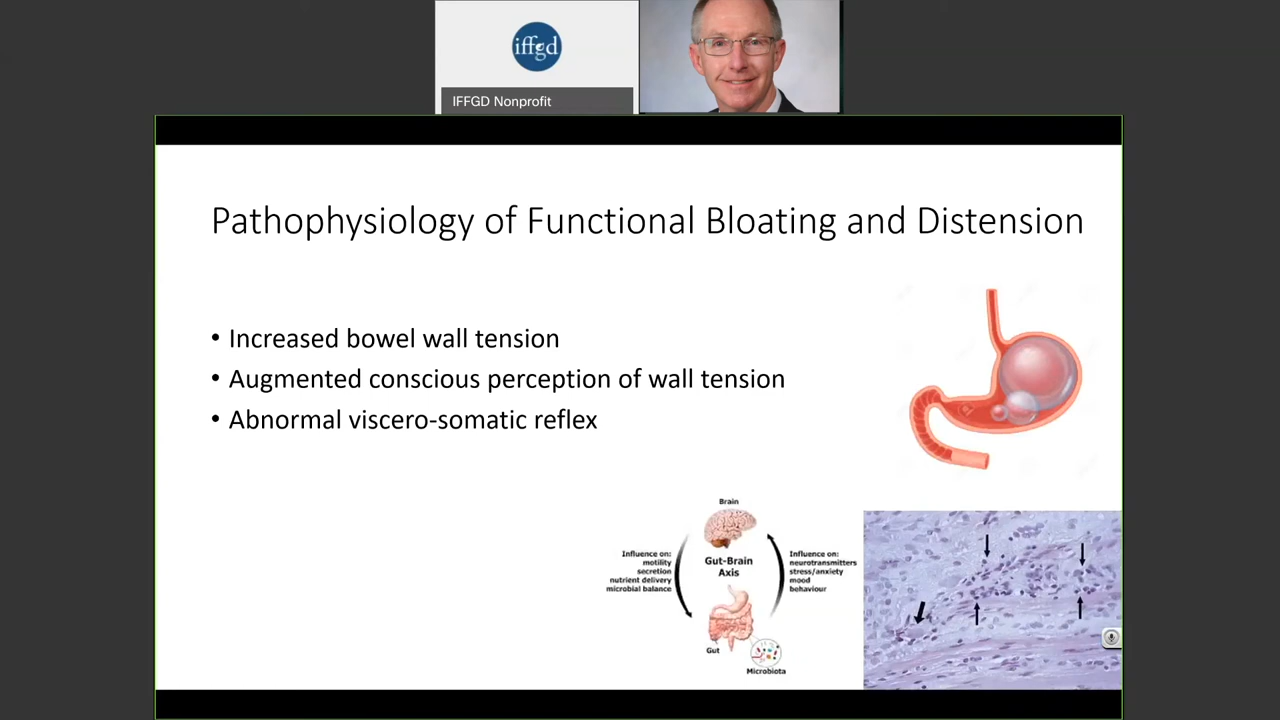 iffgd
IFFGD Nonprofit
Pathophysiology of Functional Bloating and Distension
• Increased bowel wall tension
• Augmented conscious perception of wall tension
• Abnormal viscero-somatic reflex
Brain
Influence on:
motility
secretion
nutrient delivery
microbial balance
Gut-Brain
Axis
Influence on:
neurotransmitters
stress/anxiety
mood
behaviour
Gut
Microbiota